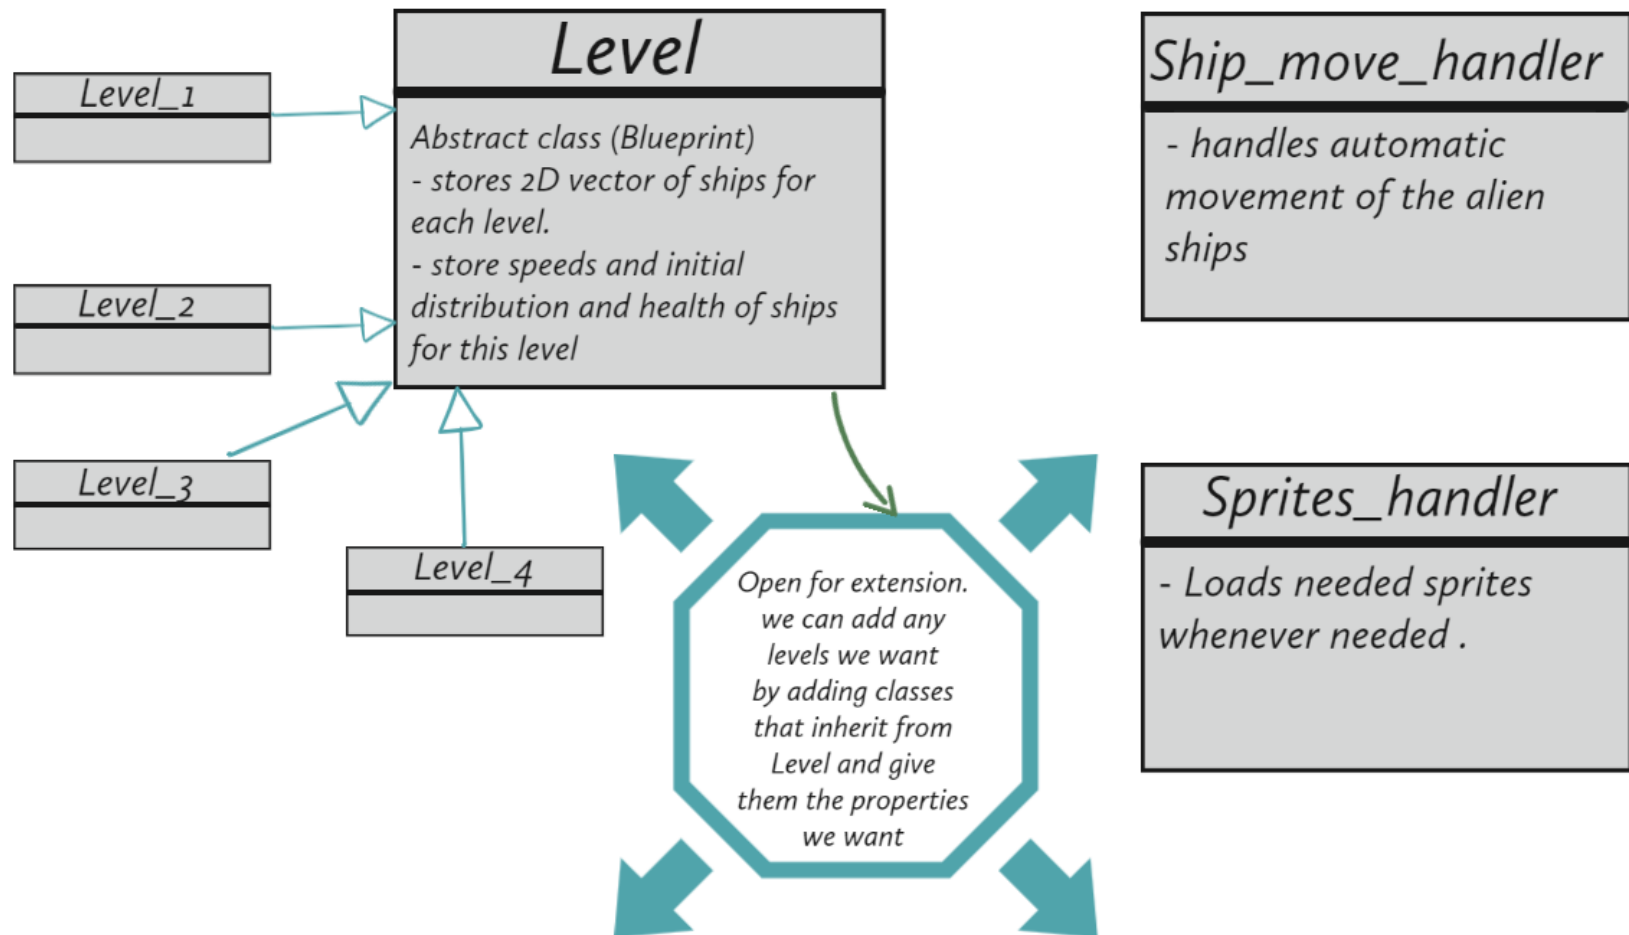 Level
Abstract class (Blueprint)
- stores 2D vector of ships for
each level.
- store speeds and initial
distribution and health of ships
for this level
Level_1
Level_2
Level_3
Level_4
Open for extension.
we can add any
levels we want
by adding classes
that inherit from
Level and give
them the properties
we want
Ship_move_handler
- handles automatic
movement of the alien
ships
Sprites_handler
- Loads needed sprites
whenever needed .